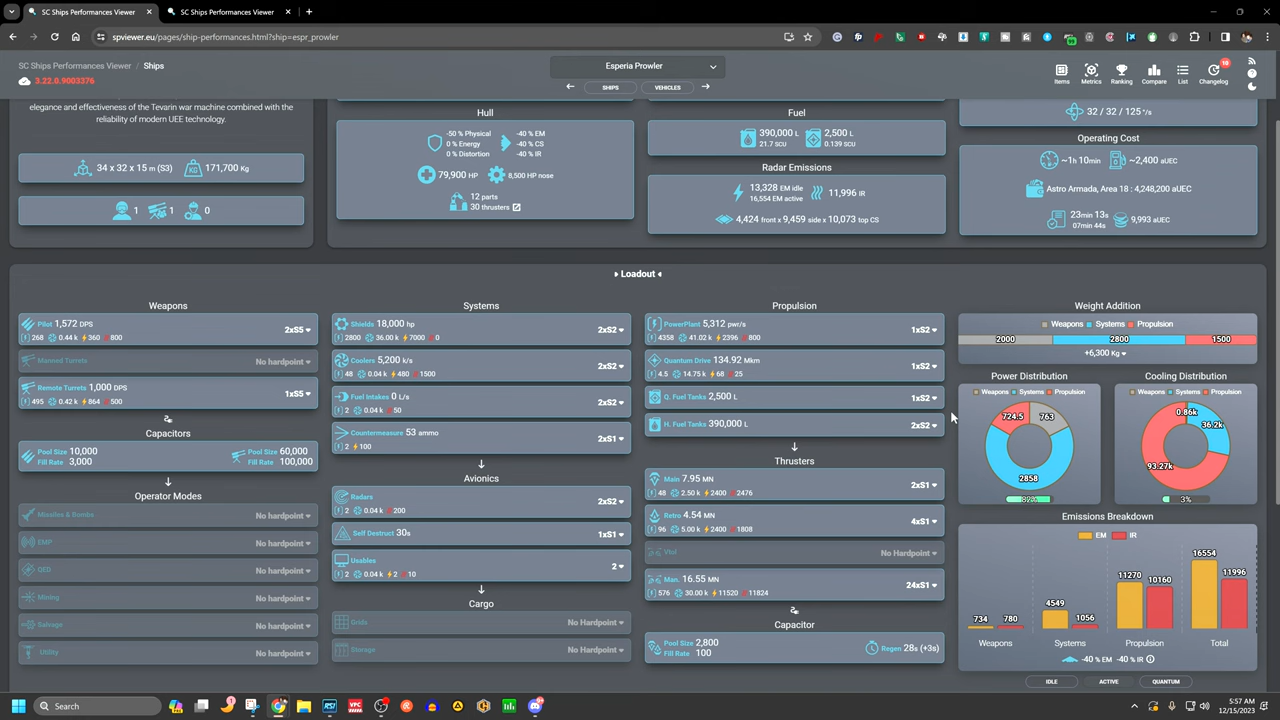 SC Ships Performances Viewer
SC Ships Performances Viewer
spviewer.eu/pages/ship-performances.html?ship=espr_prowler
SC Ships Performances Viewer / Ships
3.22.0.9003376
Esperia Prowler
SHIPS
VEHICLES
Items
Metrics
Ranking
Compare
List
Changelog
10
elegance and effectiveness of the Tevarin war machine combined with the
reliability of modern UEE technology.
34 x 32 x 15 m (S3)
171,700 Kg
1
1
0
Hull
-50 % Physical
0 % Energy
0 % Distortion
-40 % EM
-40 % CS
-40 % IR
79,900 HP
8,500 HP nose
12 parts
30 thrusters
Fuel
390,000 L
21.7 SCU
2,500 L
0.139 SCU
Radar Emissions
13,328 EM idle
16,554 EM active
11,996 IR
4,424 front x 9,459 side x 10,073 top CS
32 / 32 / 125 °/s
Operating Cost
~1h 10min
~2,400 aUEC
Astro Armada, Area 18 : 4,248,200 aUEC
23min 13s
07min 44s
9,993 aUEC
Loadout
Weapons
Pilot 1,572 DPS
268 0.44 k 360 800
2xS5
Manned Turrets
No hardpoint
Remote Turrets 1,000 DPS
495 0.42 k 864 500
1xS5
Capacitors
Pool Size 10,000
Fill Rate 3,000
Pool Size 60,000
Fill Rate 100,000
Operator Modes
Missile & Bombs
No hardpoint
EMP
No hardpoint
QED
No hardpoint
Mining
No hardpoint
Salvage
No hardpoint
Utility
No hardpoint
Systems
Shields 18,000 hp
2800 36.00 k 7000 0
2xS2
Coolers 5,200 k/s
48 0.04 k 480 1500
2xS2
Fuel Intakes 0 L/s
2 0.04 k 50
2xS2
Countermeasure 53 ammo
2 100
2xS1
Avionics
Radars
2 0.04 k 200
2xS2
Self Destruct 30s
1xS1
Usables
2 0.04 k 2 10
2
Cargo
Grids
No Hardpoint
Storage
No Hardpoint
Propulsion
PowerPlant 5,312 pwr/s
4358 41.02 k 2396 800
1xS2
Quantum Drive 134.92 Mkm
4.5 14.75 k 68 25
1xS2
Q. Fuel Tanks 2,500 L
1xS2
H. Fuel Tanks 390,000 L
2xS2
Thrusters
Main 7.95 MN
48 2.50 k 2400 2476
2xS1
Retro 4.54 MN
96 5.00 k 2400 1808
4xS1
Vtol
No Hardpoint
Man. 16.55 MN
576 30.00 k 11520 11824
24xS1
Capacitor
Pool Size 2,800
Fill Rate 100
Regen 28s (+3s)
Weight Addition
Weapons Systems Propulsion
2000 2800 1500
+6,300 Kg
Power Distribution
Weapons Systems Propulsion
724.5
763
2858
Cooling Distribution
Weapons Systems Propulsion
0.86k
36.2k
93.27k
3%
Emissions Breakdown
EM IR
734 780
4549 1056
11270 10160
16554 11996
Weapons Systems Propulsion Total
-40 % EM -40 % IR
IDLE
ACTIVE
QUANTUM
Search
5:57 AM
12/15/2023